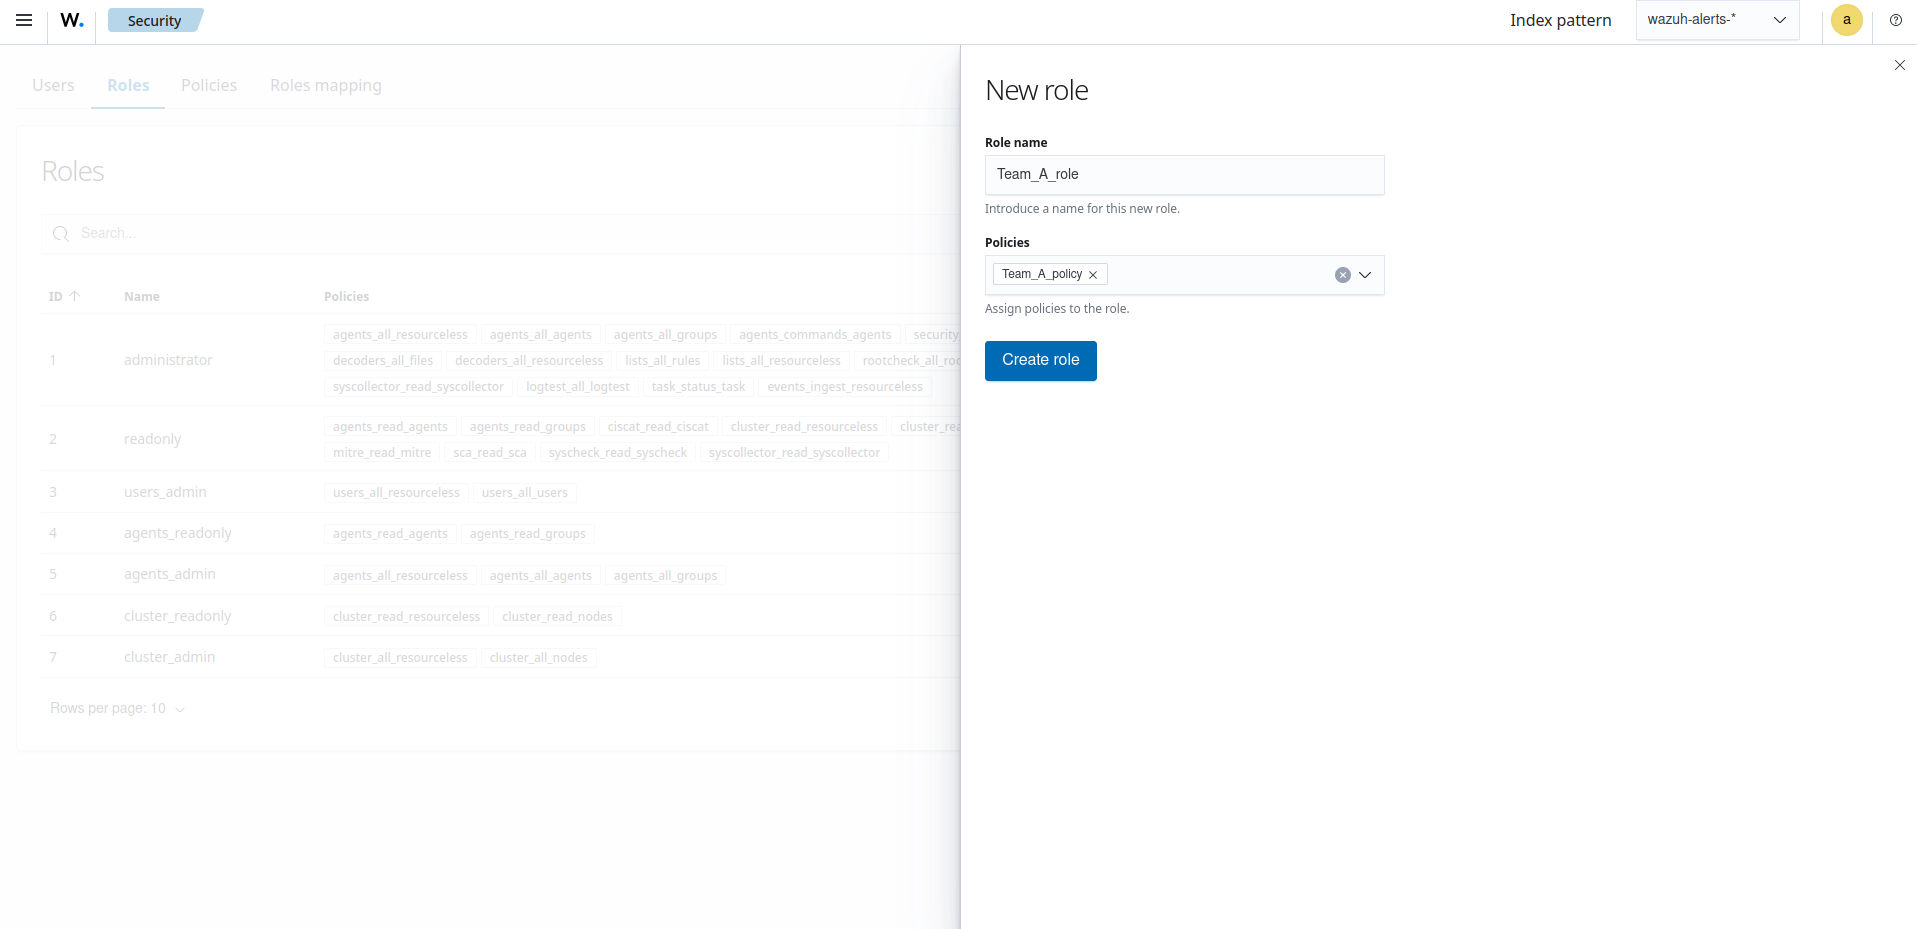 W. Security Index pattern wazuh-alerts-* a
Users Roles Policies Roles mapping
Roles
Search...
ID Name Policies
1 administrator agents_all_resourceless agents_all_agents agents_all_groups agents_commands_agents security
decoders_all_files decoders_all_resourceless lists_all_rules lists_all_resourceless rootcheck_all_roo
syscollector_read_syscollector logtest_all_logtest task_status_task events_ingest_resourceless
2 readonly agents_read_agents agents_read_groups ciscat_read_ciscat cluster_read_resourceless cluster_rea
mitre_read_mitre sca_read_sca syscheck_read_syscheck syscollector_read_syscollector
3 users_admin users_all_resourceless users_all_users
4 agents_readonly agents_read_agents agents_read_groups
5 agents_admin agents_all_resourceless agents_all_agents agents_all_groups
6 cluster_readonly cluster_read_resourceless cluster_read_nodes
7 cluster_admin cluster_all_resourceless cluster_all_nodes
Rows per page: 10
New role
Role name
Team_A_role
Introduce a name for this new role.
Policies
Team_A_policy
Assign policies to the role.
Create role